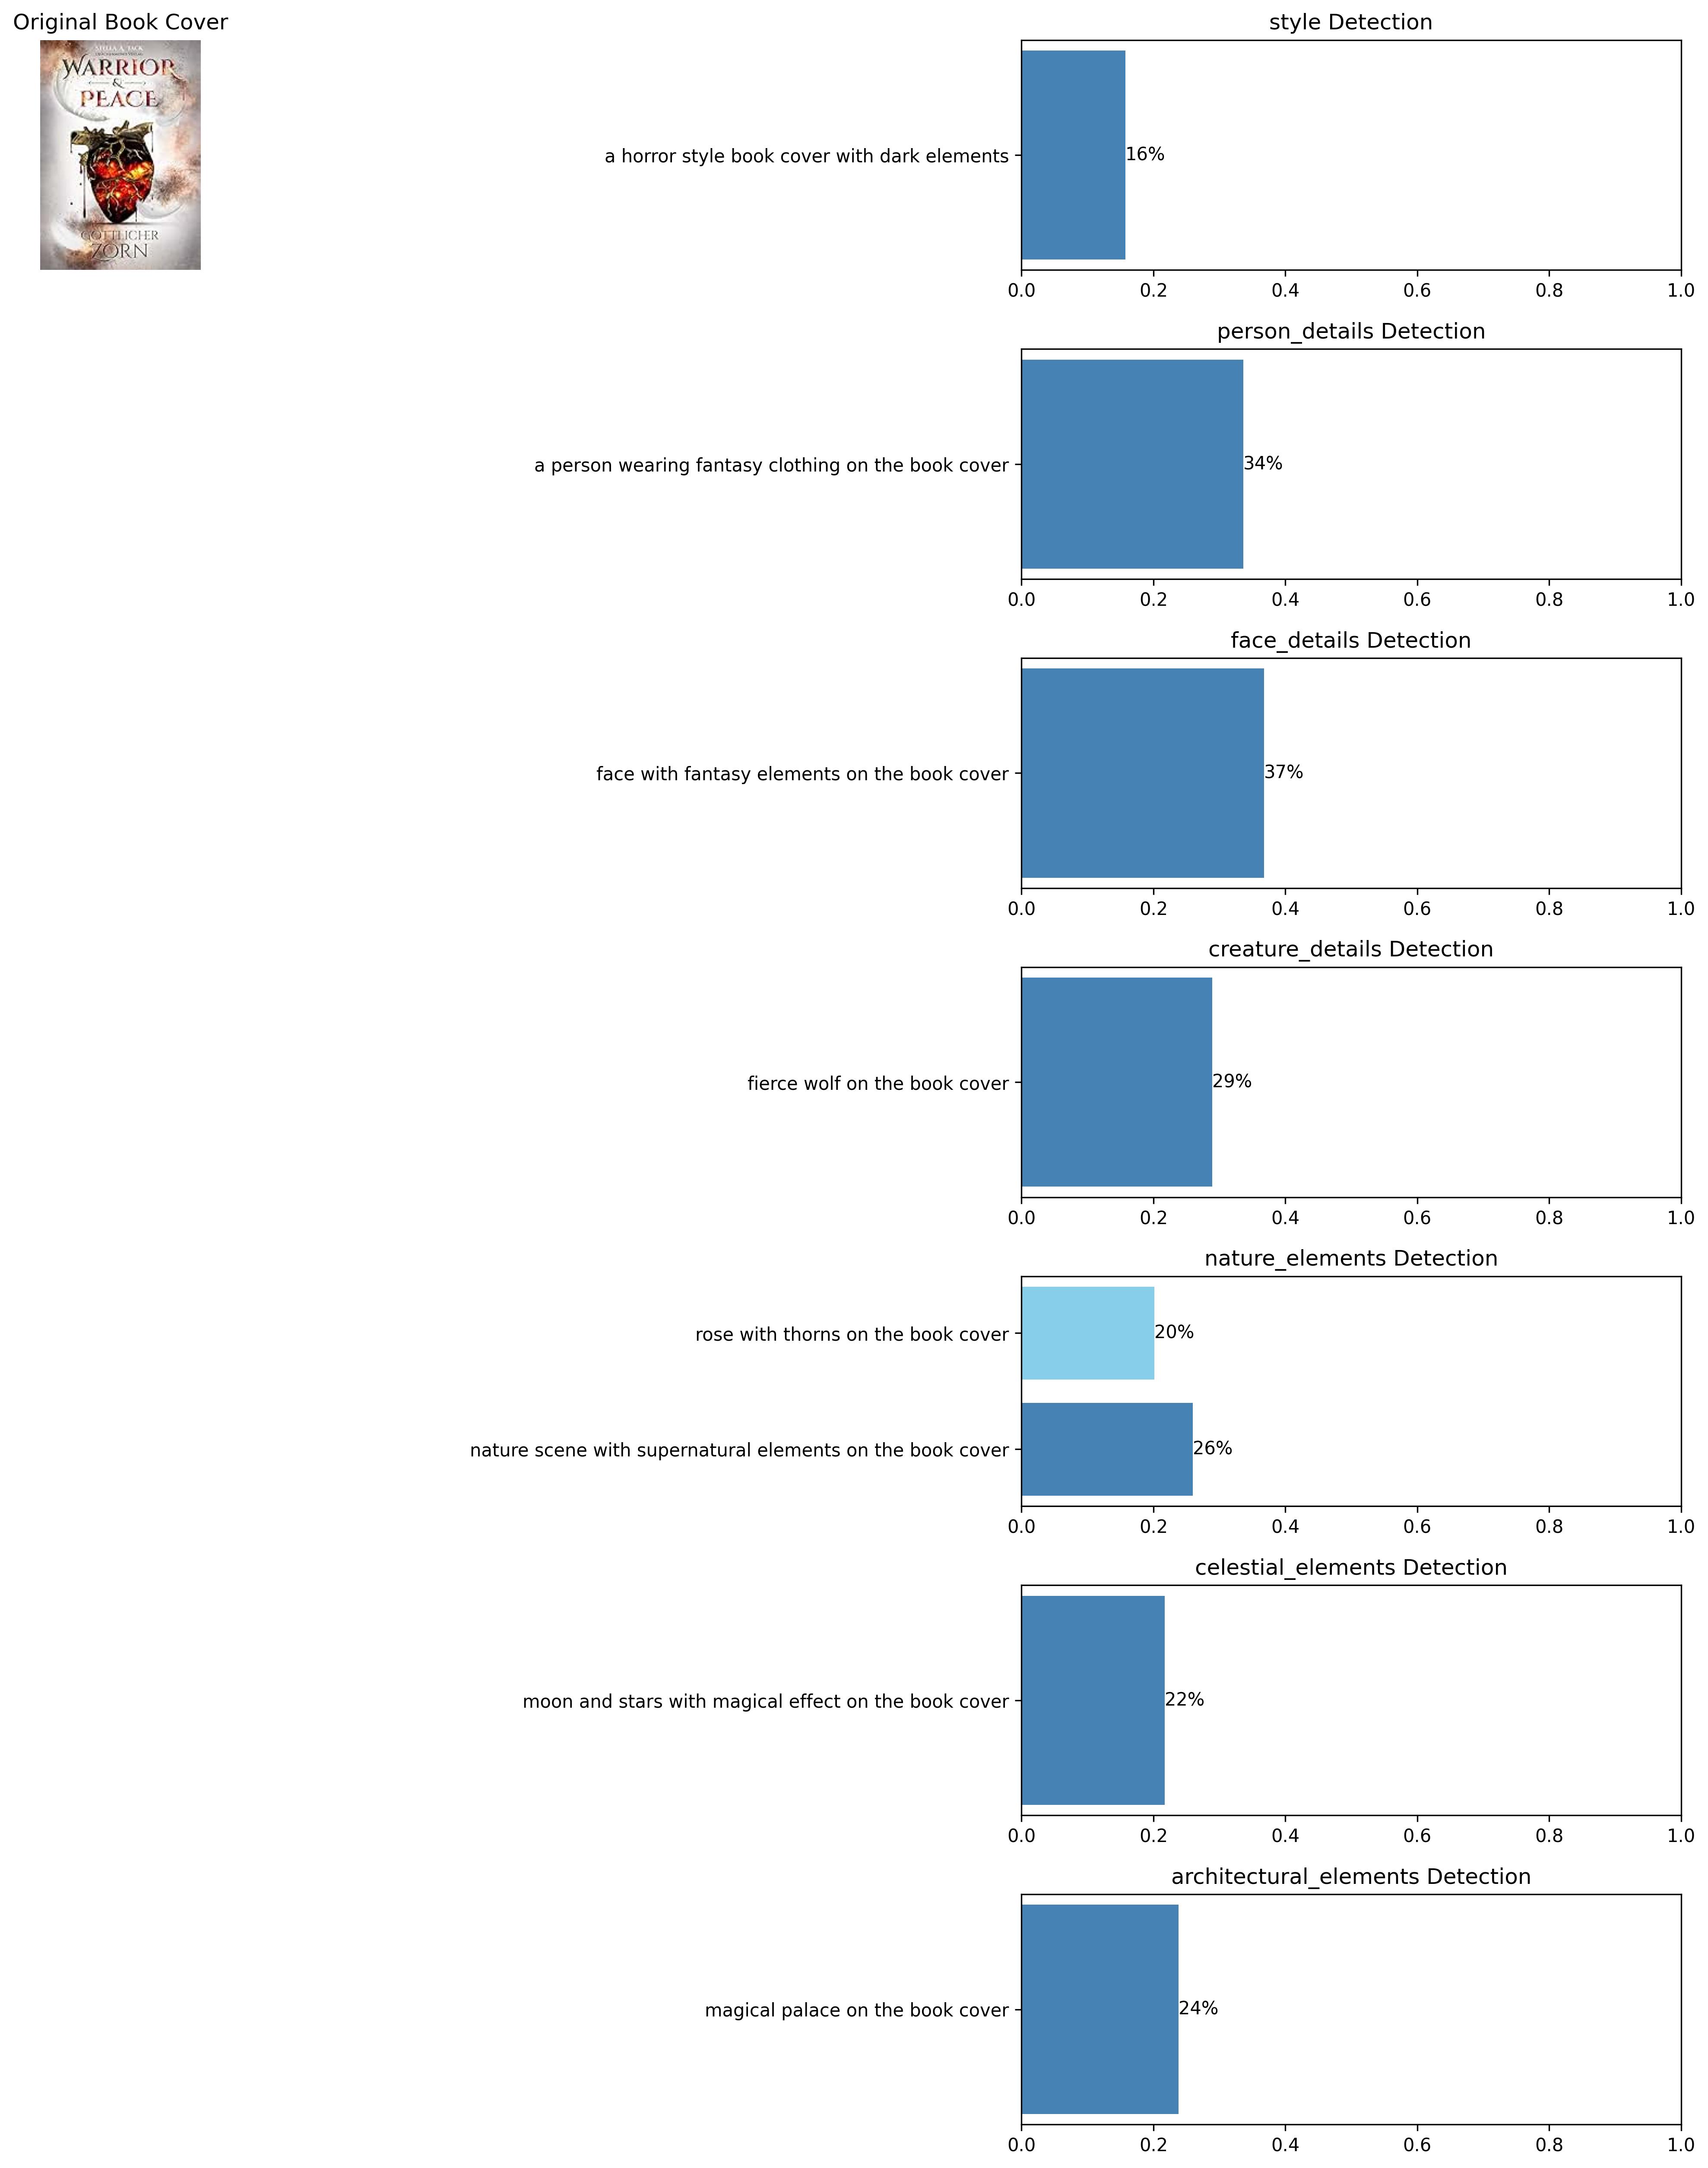 Original Book Cover
STELLA A. TACK
WARRIOR
&
PEACE
GÖTTLICHER
ZORN
style Detection
a horror style book cover with dark elements
16%
0.0 0.2 0.4 0.6 0.8 1.0
person_details Detection
a person wearing fantasy clothing on the book cover
34%
0.0 0.2 0.4 0.6 0.8 1.0
face_details Detection
face with fantasy elements on the book cover
37%
0.0 0.2 0.4 0.6 0.8 1.0
creature_details Detection
fierce wolf on the book cover
29%
0.0 0.2 0.4 0.6 0.8 1.0
nature_elements Detection
rose with thorns on the book cover
20%
nature scene with supernatural elements on the book cover
26%
0.0 0.2 0.4 0.6 0.8 1.0
celestial_elements Detection
moon and stars with magical effect on the book cover
22%
0.0 0.2 0.4 0.6 0.8 1.0
architectural_elements Detection
magical palace on the book cover
24%
0.0 0.2 0.4 0.6 0.8 1.0